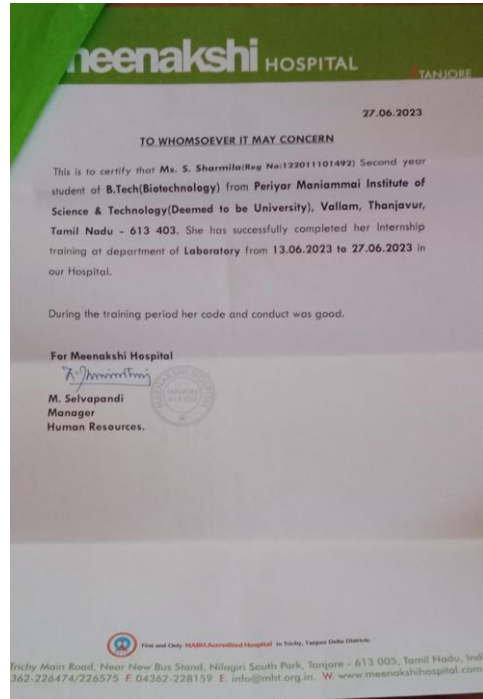 meenakshi HOSPITAL
TANJORE
27.06.2023
TO WHOMSOEVER IT MAY CONCERN
This is to certify that Ms. S. Sharmila(Reg No:122011101492) Second year
student of B.Tech(Biotechnology) from Periyar Maniammai Institute of
Science & Technology(Deemed to be University), Vallam, Thanjavur,
Tamil Nadu - 613 403. She has successfully completed her Internship
training at department of Laboratory from 13.06.2023 to 27.06.2023 in
our Hospital.
During the training period her code and conduct was good.
For Meenakshi Hospital
M. Selvapandi
Manager
Human Resources.
First and Only NABH Accredited Hospital in Trichy, Tanjore Delta Districts
Trichy Main Road, Near New Bus Stand, Nilagiri South Park, Tanjore - 613 005, Tamil Nadu, Indi
362-226474/226575 F. 04362-228159 E. info@mht.org.in. W. www.meenakshihospital.com